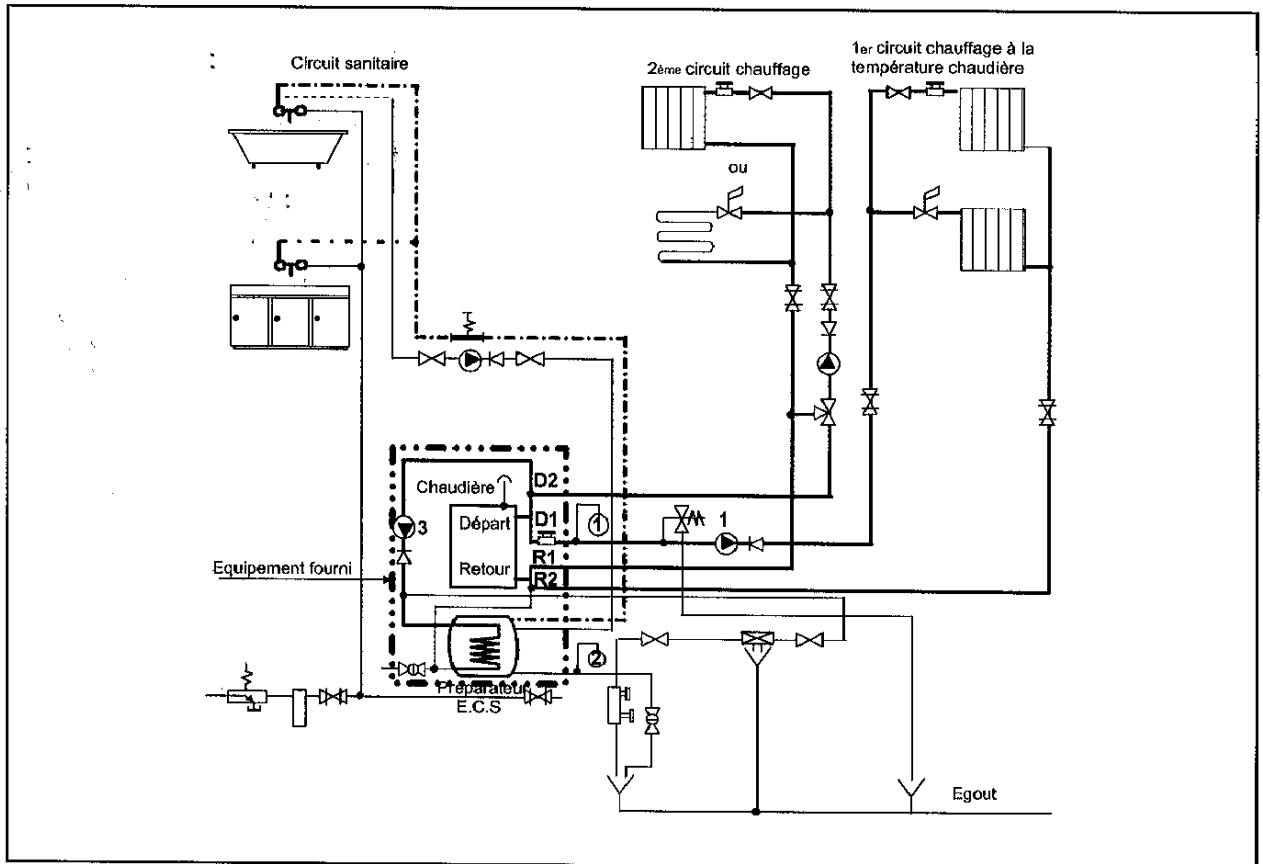 Circuit sanitaire
2ème circuit chauffage
1er circuit chauffage à la
température chaudière
ou
D2
Chaudière
Départ
D1
1
1
3
R1
Retour
R2
Equipement fourni
2
Préparateur
E.C.S
Egout